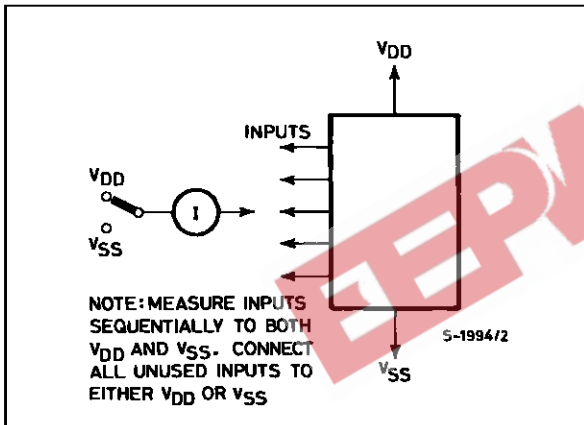 VDD
INPUTS
VDD
I
VSS
NOTE: MEASURE INPUTS
SEQUENTIALLY TO BOTH
VDD AND VSS. CONNECT
ALL UNUSED INPUTS TO
EITHER VDD OR VSS
S-1994/2
VSS
EEPW